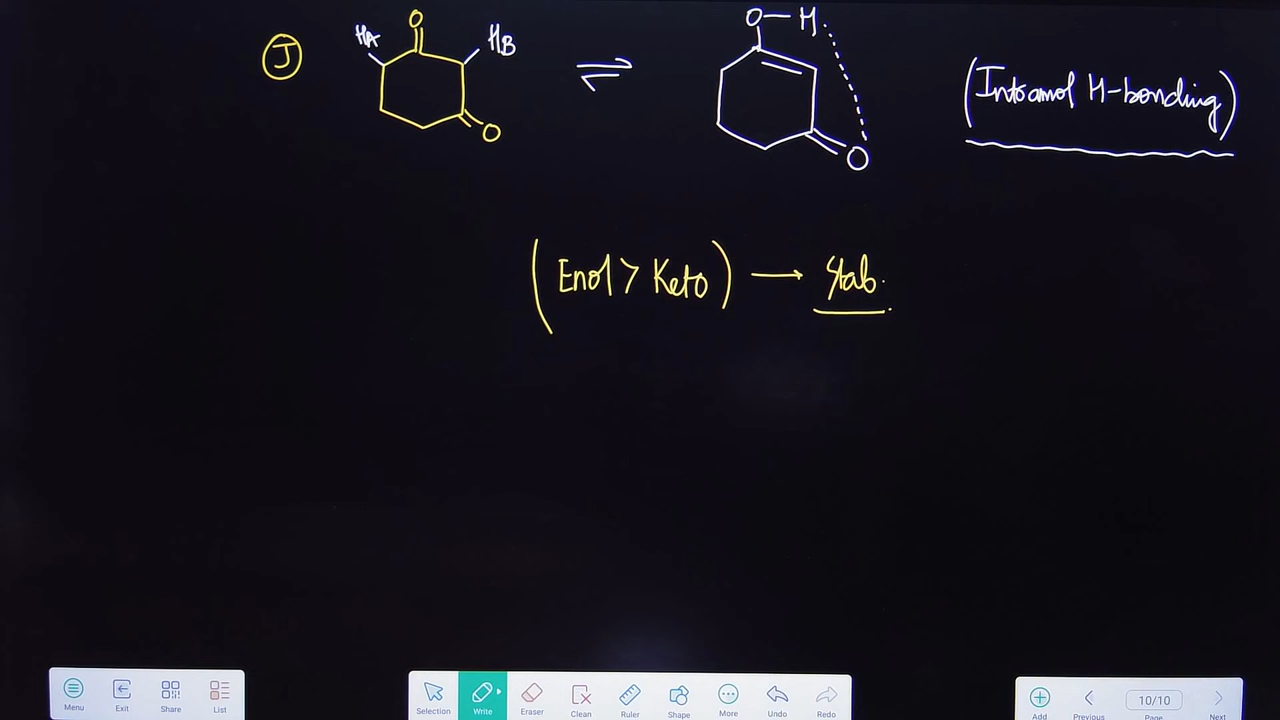 J
HA
O
HB
O
⇌
O—H
O
(Intramol H-bonding)
(Enol > Keto) → Stab.
Menu Exit Share List
Selection Write Eraser Clean Ruler Shape More Undo Redo
10/10
Add Previous Page Next